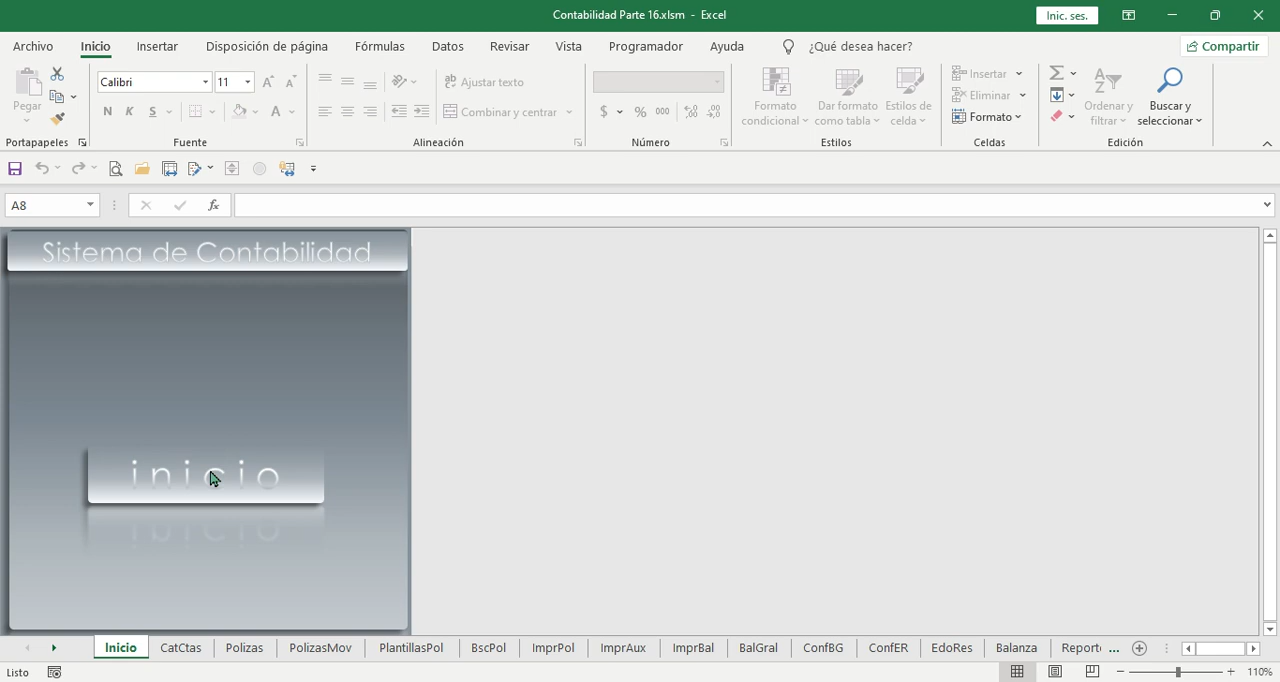 Contabilidad Parte 16.xlsm - Excel
Inic. ses.
Archivo Inicio Insertar Disposición de página Fórmulas Datos Revisar Vista Programador Ayuda ¿Qué desea hacer? Compartir
Pegar
Portapapeles
Calibri 11
N K S
Fuente
Ajustar texto
Combinar y centrar
Alineación
$ % 000
Número
Formato condicional
Dar formato como tabla
Estilos de celda
Estilos
Insertar
Eliminar
Formato
Celdas
Ordenar y filtrar
Buscar y seleccionar
Edición
A8
fx
Sistema de Contabilidad
inicio
Inicio CatCtas Polizas PolizasMov PlantillasPol BscPol ImprPol ImprAux ImprBal BalGral ConfBG ConfER EdoRes Balanza Reporte ...
Listo
110%